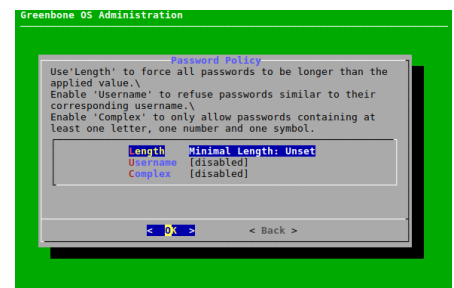 Greenbone OS Administration
Password Policy
Use'Length' to force all passwords to be longer than the
applied value.\
Enable 'Username' to refuse passwords similar to their
corresponding username.\
Enable 'Complex' to only allow passwords containing at
least one letter, one number and one symbol.
Length Minimal Length: Unset
Username [disabled]
Complex [disabled]
< OK > < Back >